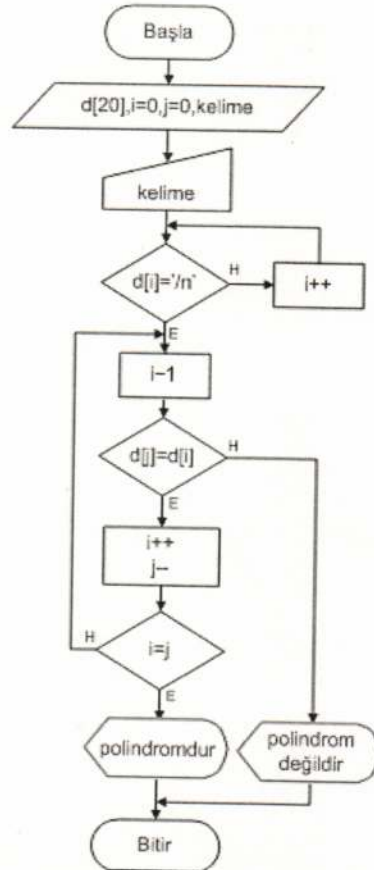 Başla
d[20],i=0,j=0,kelime
kelime
d[i]='/n`
H
i++
E
i–1
d[j]=d[i]
H
E
i++
j--
H
i=j
E
polindromdur
polindrom
değildir
Bitir